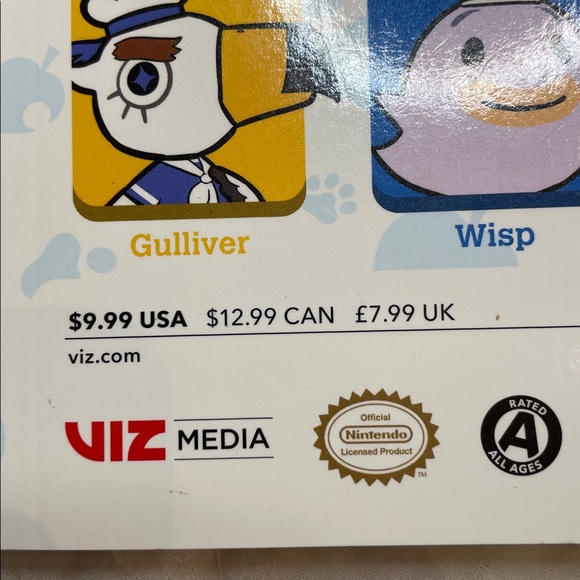 Gulliver
Wisp
$9.99 USA $12.99 CAN £7.99 UK
viz.com
VIZ MEDIA
Official
Nintendo
Licensed Product
TM
RATED
A
ALL AGES